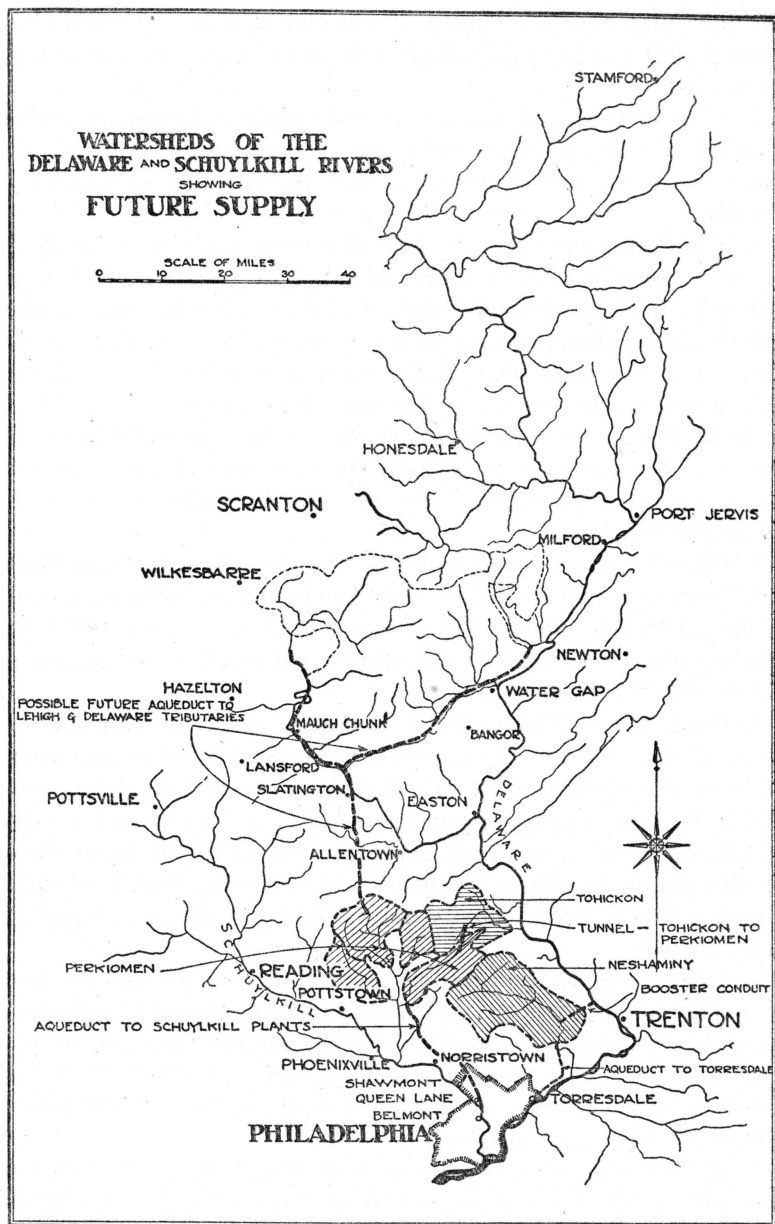 STAMFORD
WATERSHEDS OF THE
DELAWARE AND SCHUYLKILL RIVERS
SHOWING
FUTURE SUPPLY
SCALE OF MILES
0 10 20 30 40
HONESDALE
SCRANTON
PORT JERVIS
MILFORD
WILKESBARRE
NEWTON
HAZELTON
WATER GAP
POSSIBLE FUTURE AQUEDUCT TO
LEHIGH & DELAWARE TRIBUTARIES
MAUCH CHUNK
BANGOR
LANSFORD
SLATINGTON
POTTSVILLE
EASTON
DELAWARE
ALLENTOWN
TOHICKON
TUNNEL - TOHICKON TO
PERKIOMEN
SCHUYLKILL
PERKIOMEN
READING
NESHAMINY
POTTSTOWN
BOOSTER CONDUIT
AQUEDUCT TO SCHUYLKILL PLANTS
TRENTON
PHOENIXVILLE
NORRISTOWN
AQUEDUCT TO TORRESDALE
SHAWMONT
QUEEN LANE
TORRESDALE
BELMONT
PHILADELPHIA